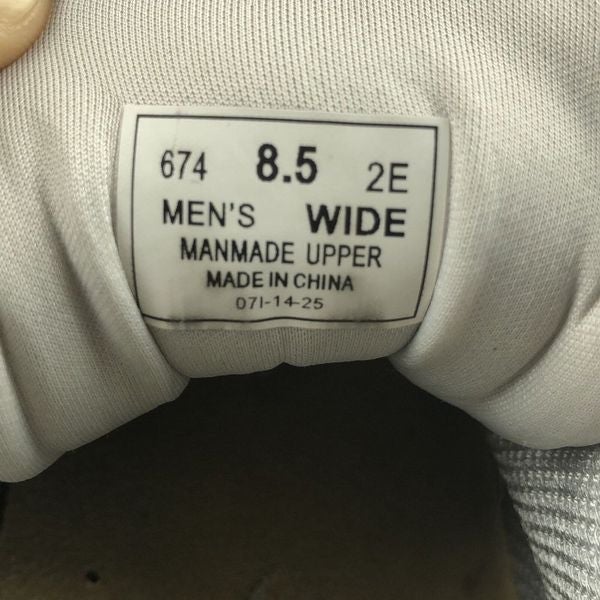 674 8.5 2E
MEN'S WIDE
MANMADE UPPER
MADE IN CHINA
07I-14-25